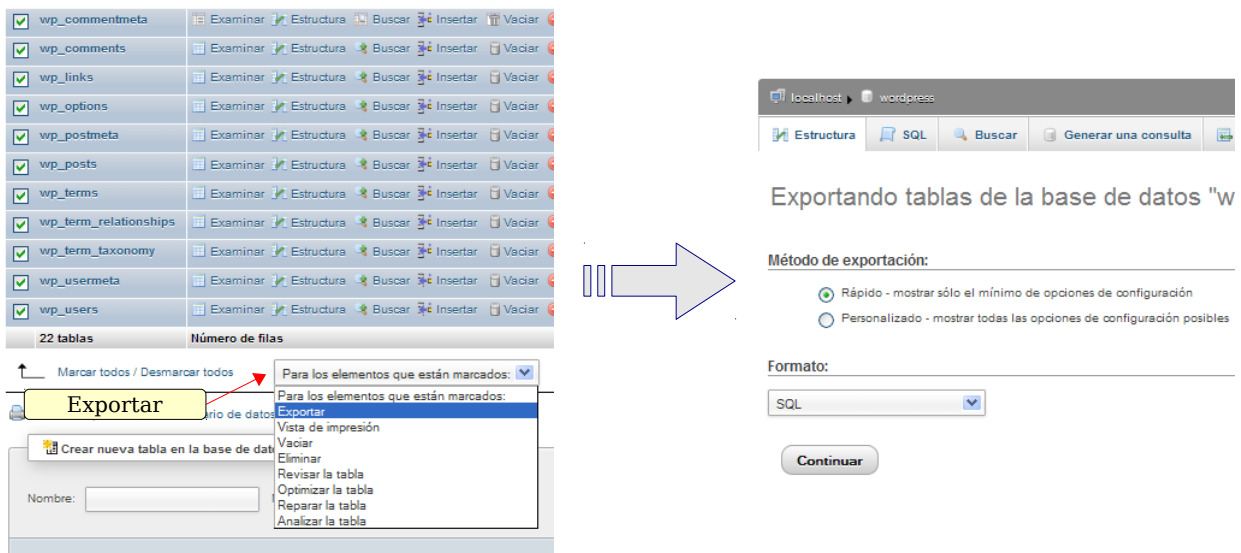 wp_commentmeta Examinar Estructura Buscar Insertar Vaciar
wp_comments Examinar Estructura Buscar Insertar Vaciar
wp_links Examinar Estructura Buscar Insertar Vaciar
wp_options Examinar Estructura Buscar Insertar Vaciar
wp_postmeta Examinar Estructura Buscar Insertar Vaciar
wp_posts Examinar Estructura Buscar Insertar Vaciar
wp_terms Examinar Estructura Buscar Insertar Vaciar
wp_term_relationships Examinar Estructura Buscar Insertar Vaciar
wp_term_taxonomy Examinar Estructura Buscar Insertar Vaciar
wp_usermeta Examinar Estructura Buscar Insertar Vaciar
wp_users Examinar Estructura Buscar Insertar Vaciar
22 tablas Número de filas
Marcar todos / Desmarcar todos Para los elementos que están marcados:
Para los elementos que están marcados:
Exportar
Exportar
Vista de impresión
Vaciar
Eliminar
Revisar la tabla
Optimizar la tabla
Reparar la tabla
Analizar la tabla
de datos
Crear nueva tabla en la base de
Nombre:
localhost wordpress
Estructura SQL Buscar Generar una consulta
Exportando tablas de la base de datos "w
Método de exportación:
Rápido - mostrar sólo el mínimo de opciones de configuración
Personalizado - mostrar todas las opciones de configuración posibles
Formato:
SQL
Continuar